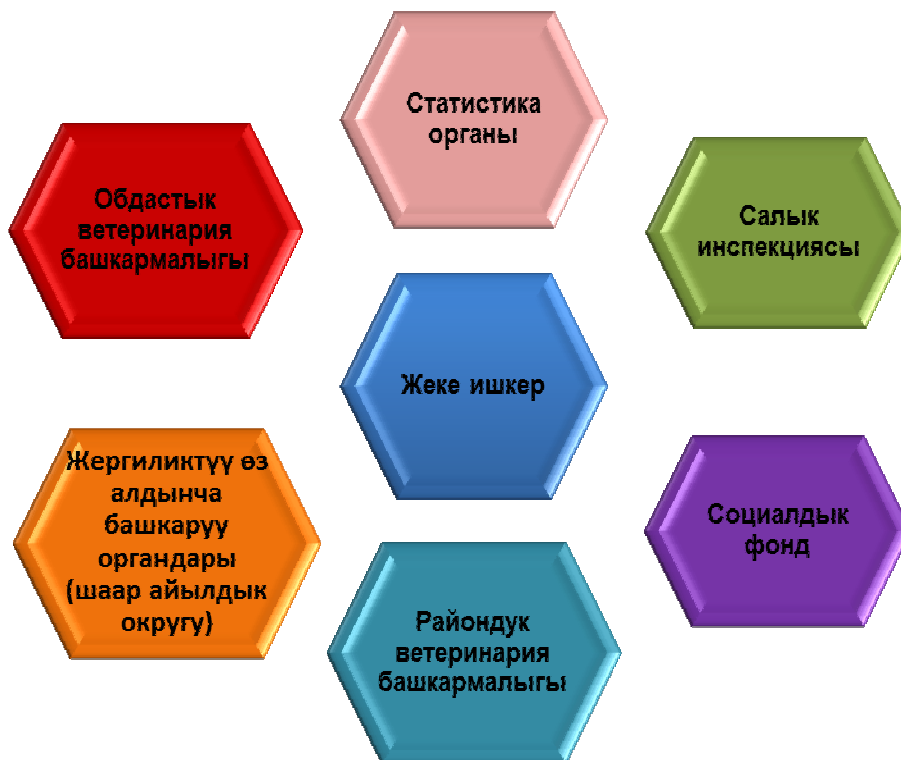 Статистика
органы
Обдастык
ветеринария
башкармалыгы
Салык
инспекциясы
Жеке ишкер
Жергиликтүү өз
алдынча
башкаруу
органдары
(шаар айылдык
округу)
Социалдык
фонд
Райондук
ветеринария
башкармалыгы